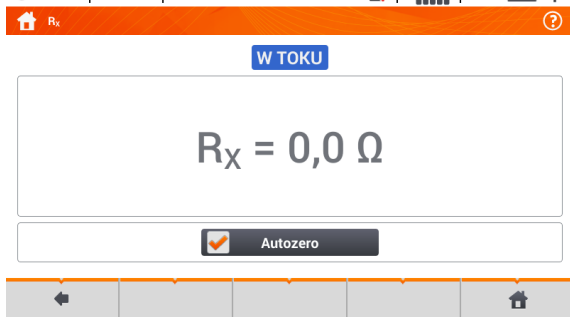 Rx
W TOKU
Rx = 0,0 Ω
Autozero